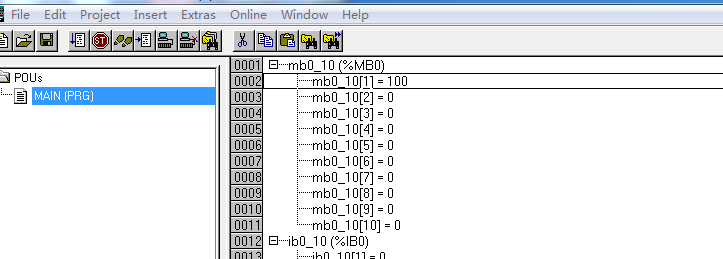 File Edit Project Insert Extras Online Window Help
POUs
MAIN (PRG)
0001 mb0_10 (%MB0)
0002 mb0_10[1] = 100
0003 mb0_10[2] = 0
0004 mb0_10[3] = 0
0005 mb0_10[4] = 0
0006 mb0_10[5] = 0
0007 mb0_10[6] = 0
0008 mb0_10[7] = 0
0009 mb0_10[8] = 0
0010 mb0_10[9] = 0
0011 mb0_10[10] = 0
0012 ib0_10 (%IB0)
0013 ib0_10[1] = 0